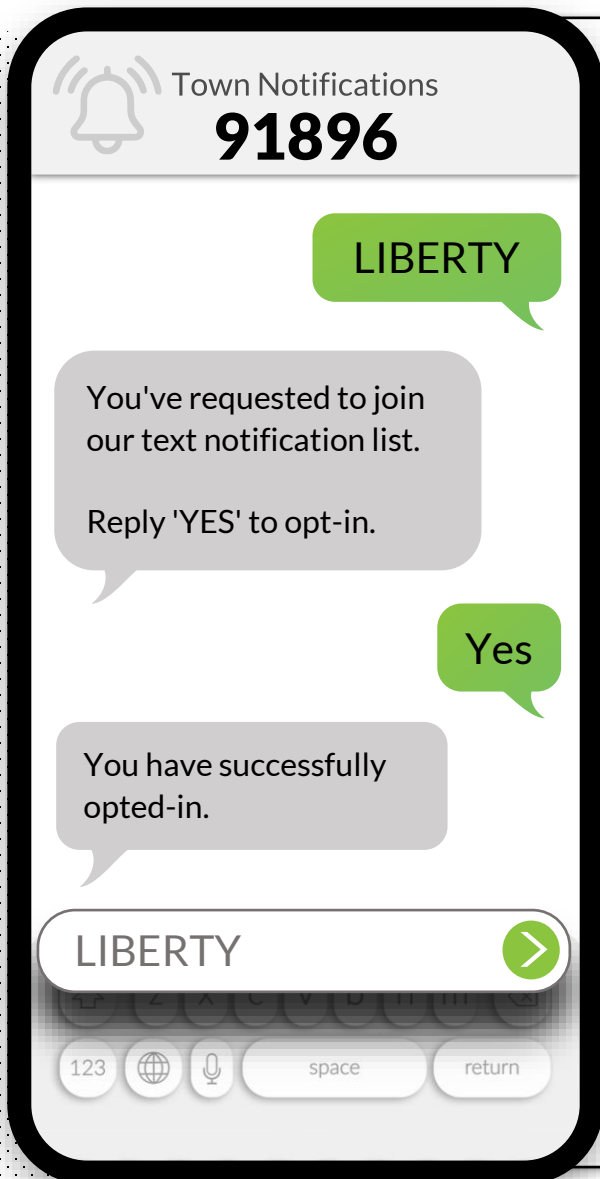 Town Notifications
91896
LIBERTY
You've requested to join
our text notification list.
Reply 'YES' to opt-in.
Yes
You have successfully
opted-in.
LIBERTY
Z X C V B n m
123 space return